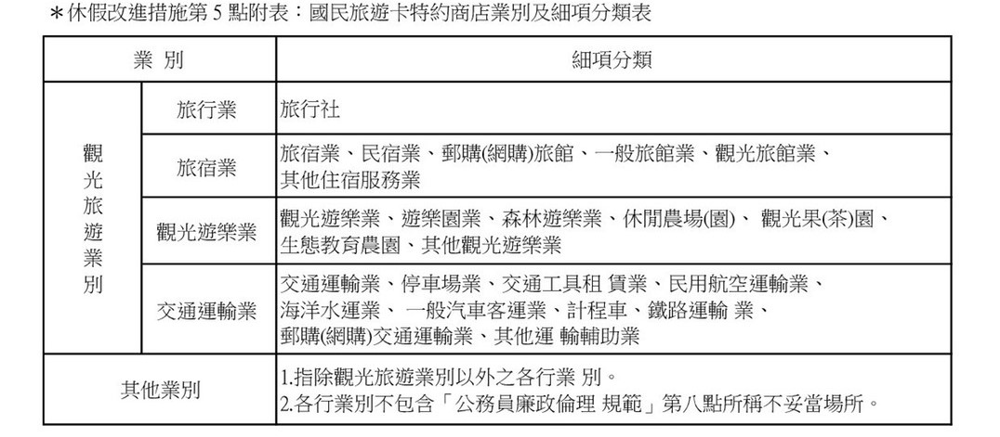 ＊休假改進措施第 5 點附表：國民旅遊卡特約商店業別及細項分類表
業 別
細項分類
觀光旅遊業別
旅行業
旅行社
旅宿業
旅宿業、民宿業、郵購(網購)旅館、一般旅館業、觀光旅館業、
其他住宿服務業
觀光遊樂業
觀光遊樂業、遊樂園業、森林遊樂業、休閒農場(園)、 觀光果(茶)園、
生態教育農園、其他觀光遊樂業
交通運輸業
交通運輸業、停車場業、交通工具租 賃業、民用航空運輸業、
海洋水運業、 一般汽車客運業、計程車、鐵路運輸 業、
郵購(網購)交通運輸業、其他運 輸輔助業
其他業別
1.指除觀光旅遊業別以外之各行業 別。
2.各行業別不包含「公務員廉政倫理 規範」第八點所稱不妥當場所。